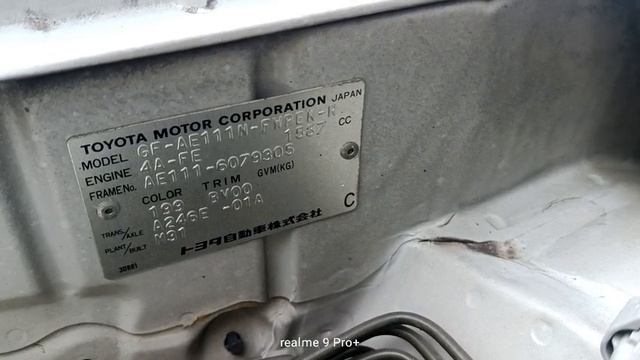 TOYOTA MOTOR CORPORATION JAPAN
MODEL GF-AE111N-
ENGINE 4A-FE 1587 CC
FRAME No. AE111-6079305
COLOR TRIM GVM(KG)
199 BY00
TRANS/AXLE A246E -01A
PLANT/BUILT M31 C
トヨタ自動車株式会社
30881
realme 9 Pro+